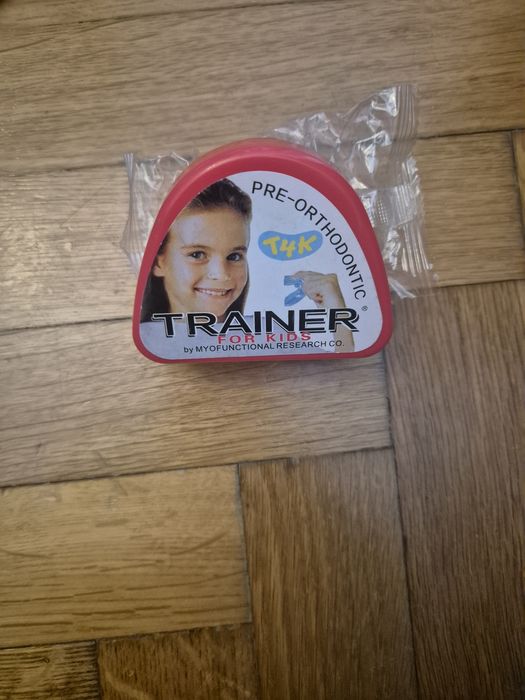 PRE-ORTHODONTIC
T4K
TRAINER®
FOR KIDS
by MYOFUNCTIONAL RESEARCH CO.